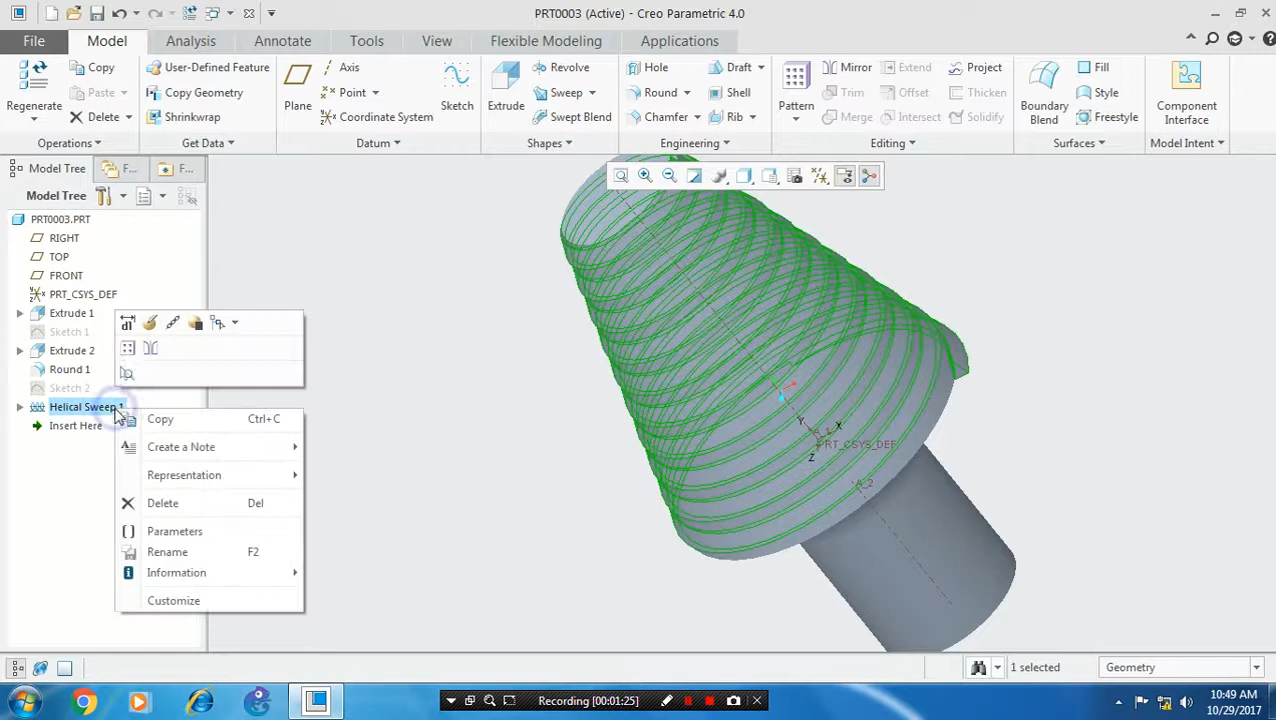 PRT0003 (Active) - Creo Parametric 4.0
File Model Analysis Annotate Tools View Flexible Modeling Applications
Regenerate
Copy
Paste
Delete
Operations
User-Defined Feature
Copy Geometry
Shrinkwrap
Get Data
Plane
Axis
Point
Coordinate System
Sketch
Datum
Extrude
Revolve
Sweep
Swept Blend
Shapes
Hole
Round
Chamfer
Draft
Shell
Rib
Engineering
Pattern
Mirror
Trim
Merge
Extend
Offset
Intersect
Project
Thicken
Solidify
Editing
Boundary
Blend
Fill
Style
Freestyle
Surfaces
Component
Interface
Model Intent
Model Tree F... F...
Model Tree
PRT0003.PRT
RIGHT
TOP
FRONT
PRT_CSYS_DEF
Extrude 1
Sketch 1
Extrude 2
Round 1
Sketch 2
Helical Sweep 1
Insert Here
Copy Ctrl+C
Create a Note
Representation
Delete Del
Parameters
Rename F2
Information
Customize
Y
X
A_1
PRT_CSYS_DEF
Z
A_2
1 selected
Geometry
Recording [00:01:25]
10:49 AM
10/29/2017